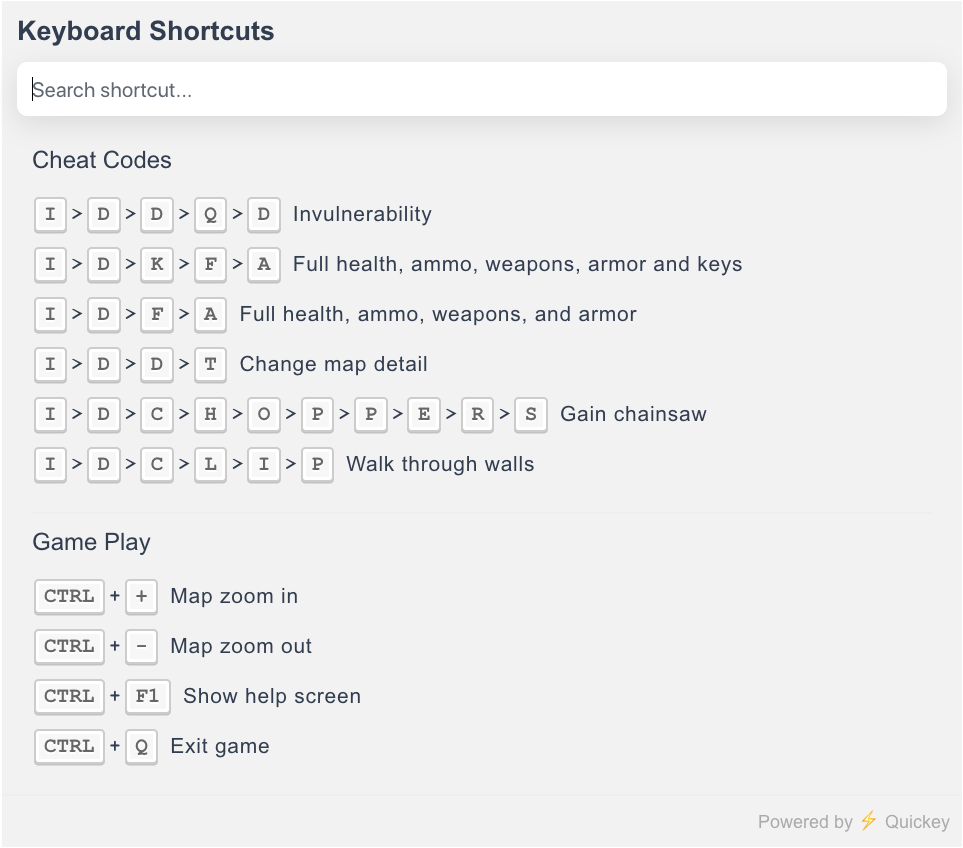 Keyboard Shortcuts
Search shortcut...
Cheat Codes
I > D > D > Q > D Invulnerability
I > D > K > F > A Full health, ammo, weapons, armor and keys
I > D > F > A Full health, ammo, weapons, and armor
I > D > D > T Change map detail
I > D > C > H > O > P > P > E > R > S Gain chainsaw
I > D > C > L > I > P Walk through walls
Game Play
CTRL + + Map zoom in
CTRL + - Map zoom out
CTRL + F1 Show help screen
CTRL + Q Exit game
Powered by ⚡ Quickey